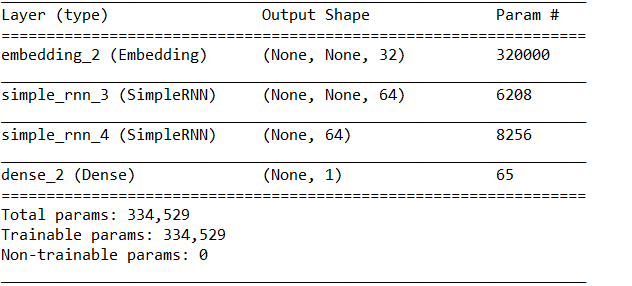 Layer (type) Output Shape Param #
=================================================================
embedding_2 (Embedding) (None, None, 32) 320000
simple_rnn_3 (SimpleRNN) (None, None, 64) 6208
simple_rnn_4 (SimpleRNN) (None, 64) 8256
dense_2 (Dense) (None, 1) 65
=================================================================
Total params: 334,529
Trainable params: 334,529
Non-trainable params: 0